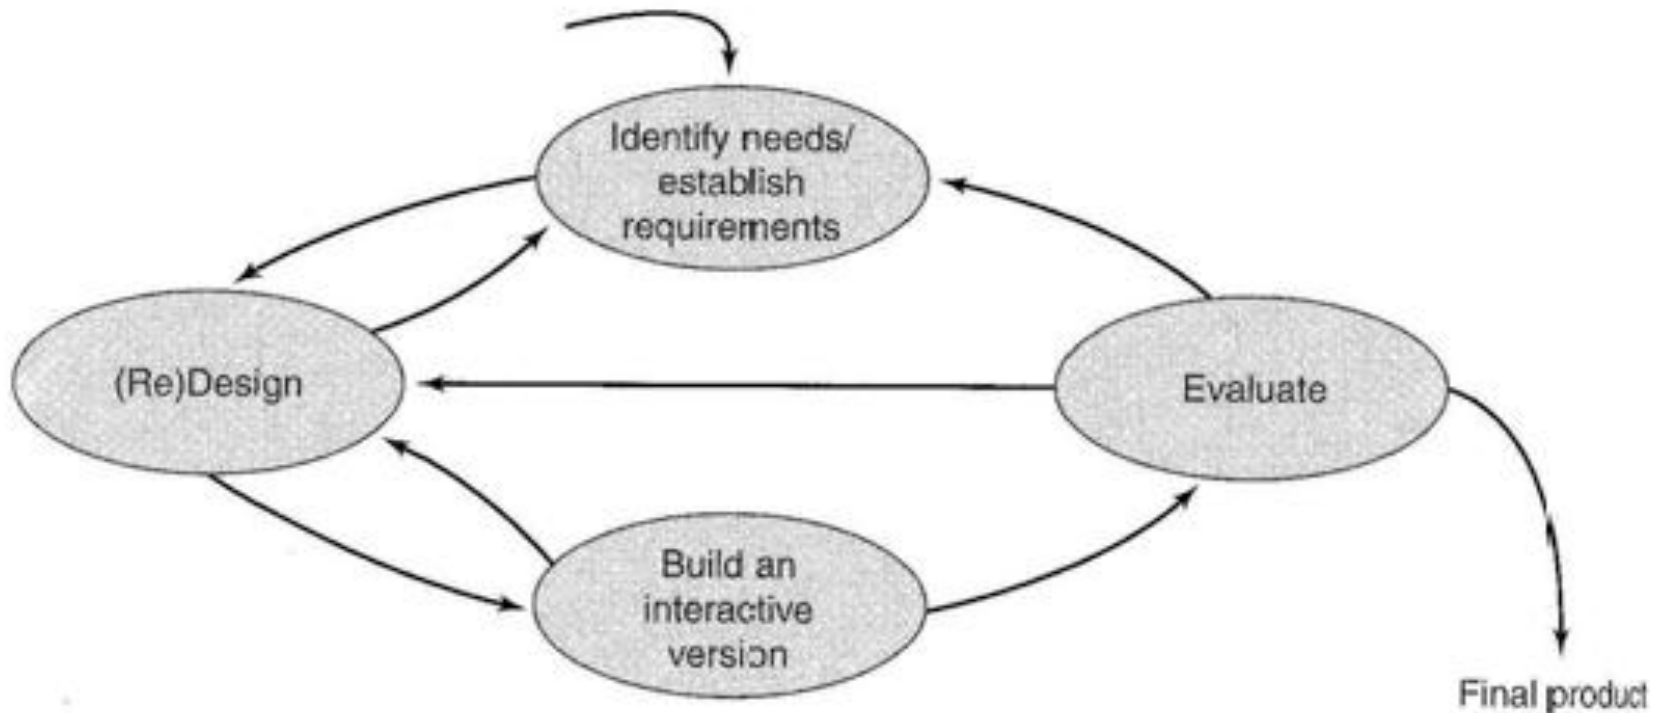 Identify needs/
establish
requirements
(Re)Design
Evaluate
Build an
interactive
version
Final product